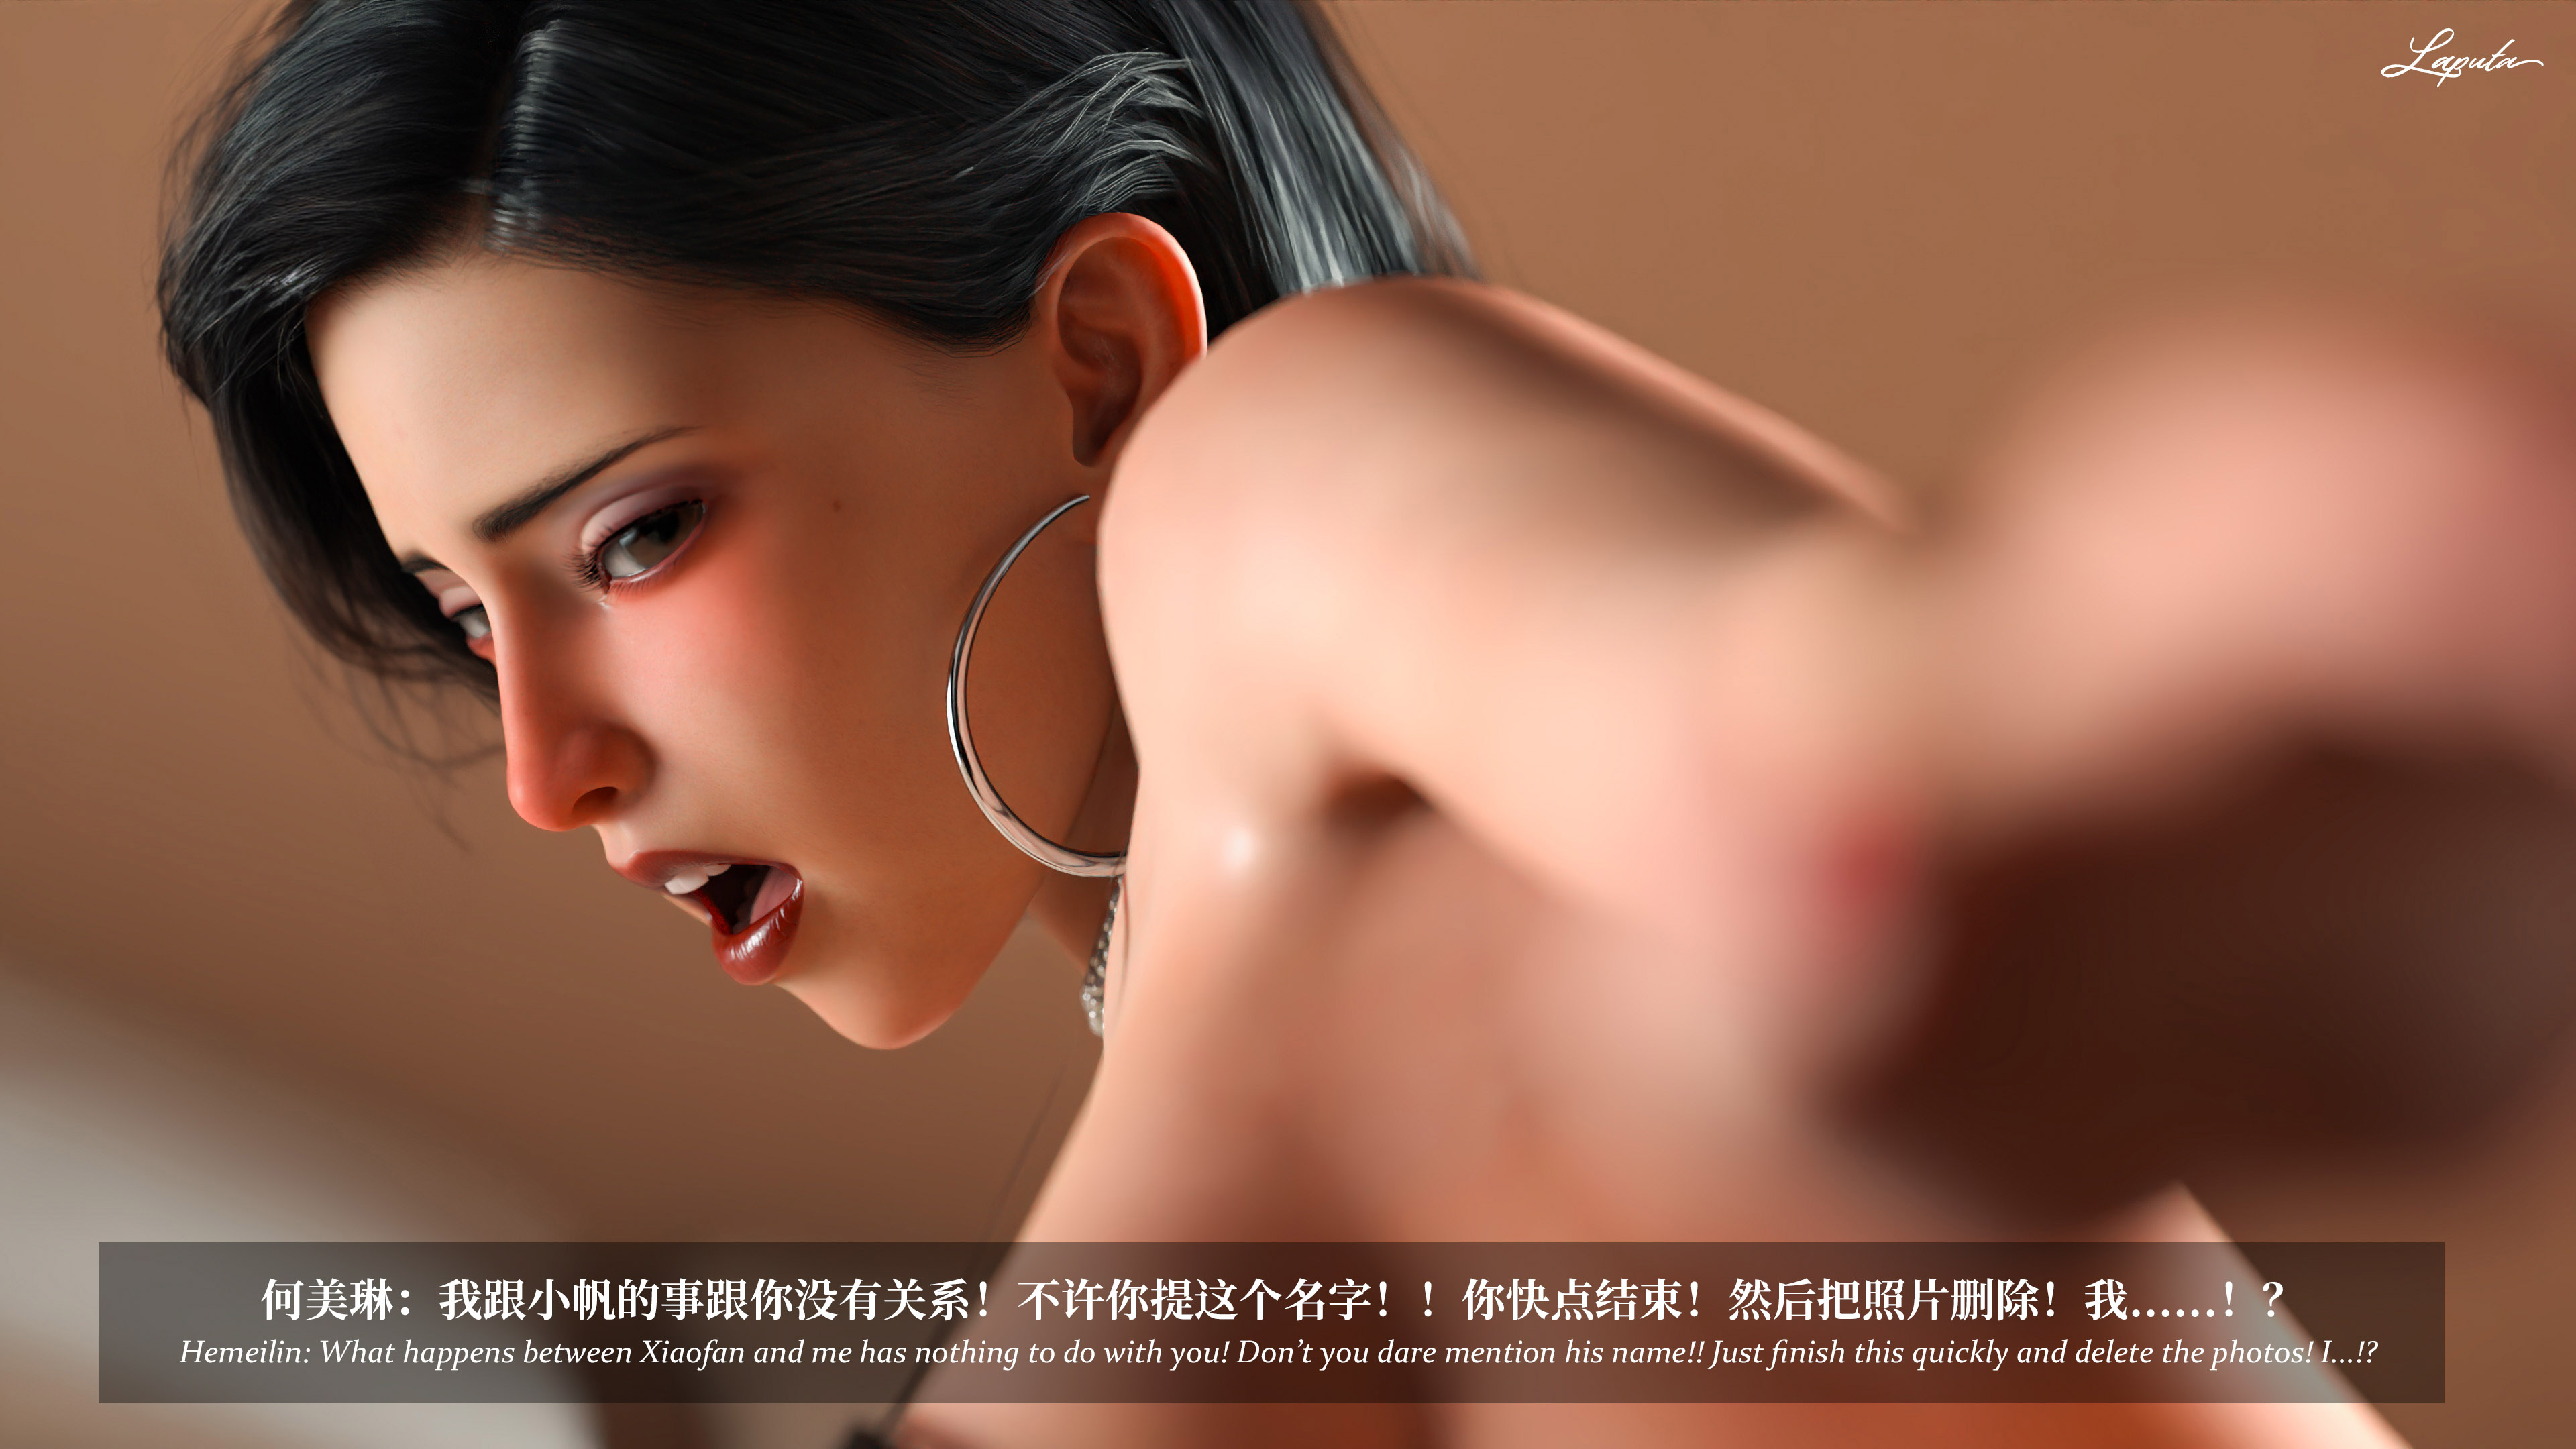 Laputa
何美琳：我跟小帆的事跟你没有关系！不许你提这个名字！！你快点结束！然后把照片删除！我……！？
Hemeilin: What happens between Xiaofan and me has nothing to do with you! Don’t you dare mention his name!! Just finish this quickly and delete the photos! I...!?